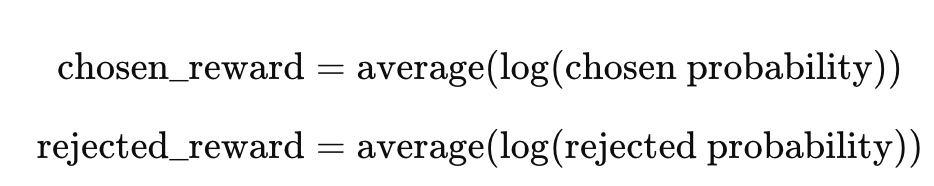 chosen_reward = average(log(chosen probability))
rejected_reward = average(log(rejected probability))